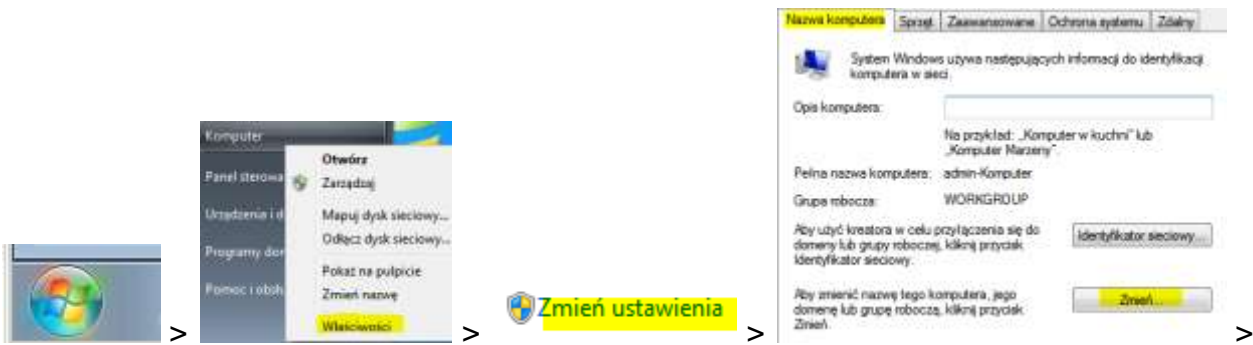 Nazwa komputera Sprzęt Zaawansowane Ochrona systemu Zdalny
System Windows używa następujących informacji do identyfikacji
komputera w sieci.
Opis komputera:
Na przykład: „Komputer w kuchni” lub
„Komputer Marzeny”.
Pełna nazwa komputera: admin-Komputer
Grupa robocza: WORKGROUP
Aby użyć kreatora w celu przyłączenia się do
domeny lub grupy roboczej, kliknij przycisk
Identyfikator sieciowy.
Identyfikator sieciowy...
Aby zmienić nazwę tego komputera, jego
domenę lub grupę roboczą, kliknij przycisk
Zmień.
Zmień...
Komputer
Panel sterowa
Urządzenia i d
Programy dom
Pomoc i obsłu
Otwórz
Zarządzaj
Mapuj dysk sieciowy...
Odłącz dysk sieciowy...
Pokaż na pulpicie
Zmień nazwę
Właściwości
Zmień ustawienia
> > > >